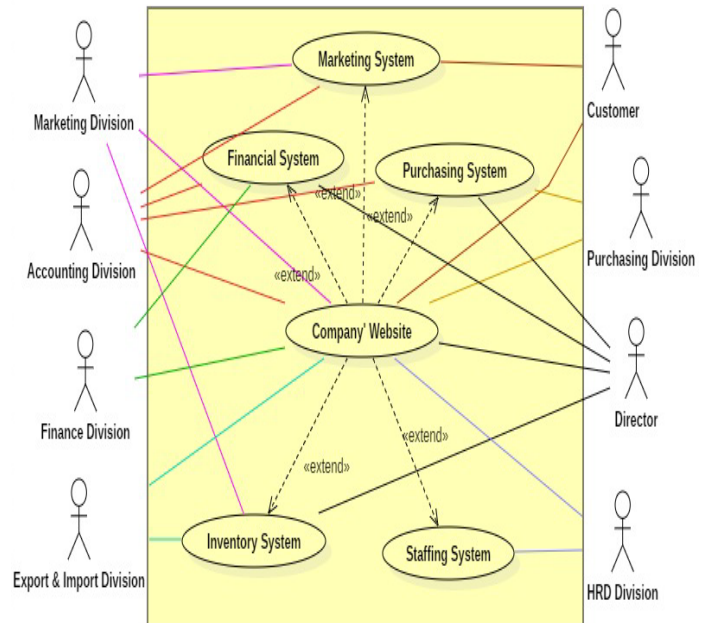 Marketing System
Marketing Division
Customer
Financial System
Purchasing System
«extend»
«extend»
Accounting Division
Purchasing Division
«extend»
Company' Website
Finance Division
Director
«extend»
«extend»
Inventory System
Staffing System
Export & Import Division
HRD Division